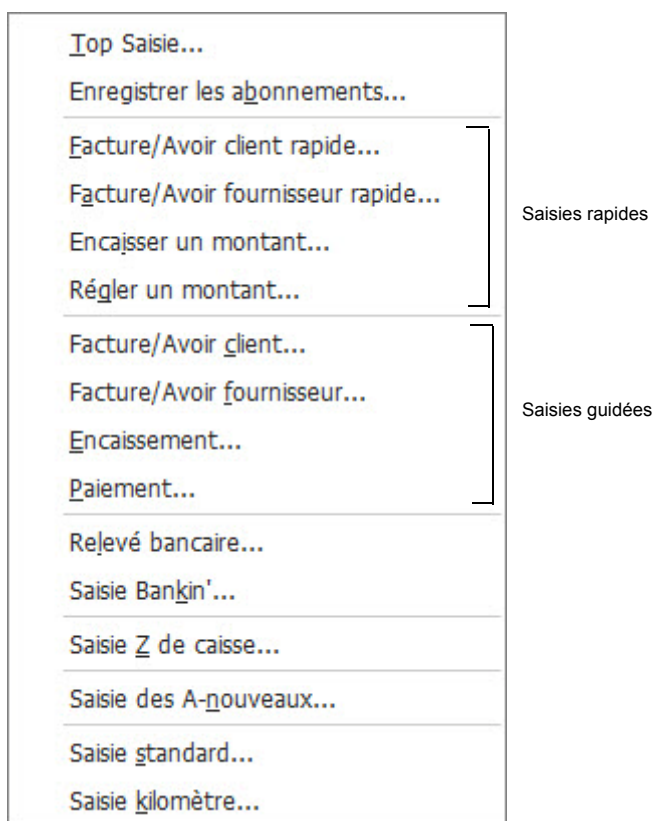 Top Saisie...
Enregistrer les abonnements...
Facture/Avoir client rapide...
Facture/Avoir fournisseur rapide...
Encaisser un montant...
Régler un montant...
Saisies rapides
Facture/Avoir client...
Facture/Avoir fournisseur...
Encaissement...
Paiement...
Saisies guidées
Relevé bancaire...
Saisie Bankin'...
Saisie Z de caisse...
Saisie des A-nouveaux...
Saisie standard...
Saisie kilomètre...